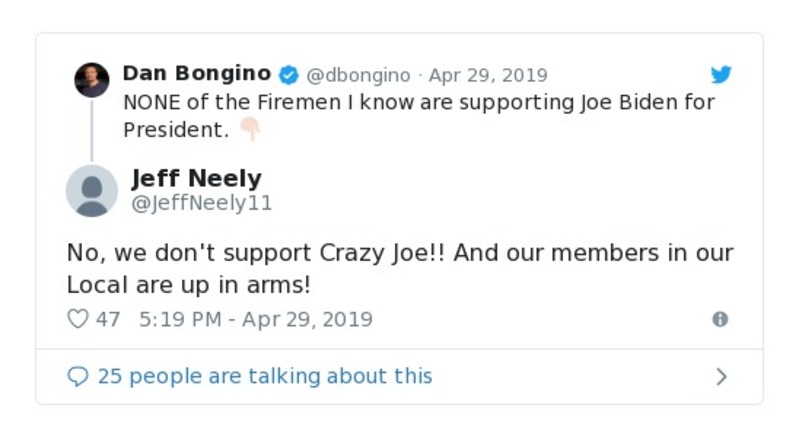 Dan Bongino @dbongino · Apr 29, 2019
NONE of the Firemen I know are supporting Joe Biden for
President. 👇🏻
Jeff Neely
@JeffNeely11
No, we don't support Crazy Joe!! And our members in our
Local are up in arms!
47 5:19 PM - Apr 29, 2019
25 people are talking about this